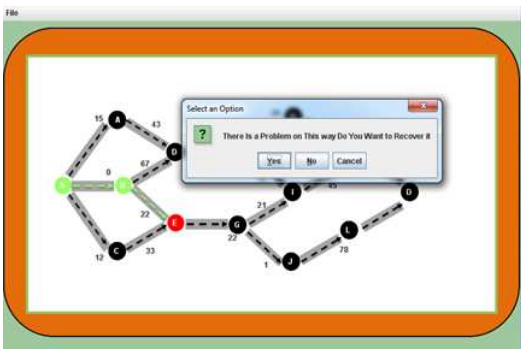 File
Select an Option
There Is a Problem on This way Do You Want to Recover it
Yes No Cancel
15 A 43
D
67
0
S B
22 E
C
12 33
G
22
21
I
45
D
1 J
L
78